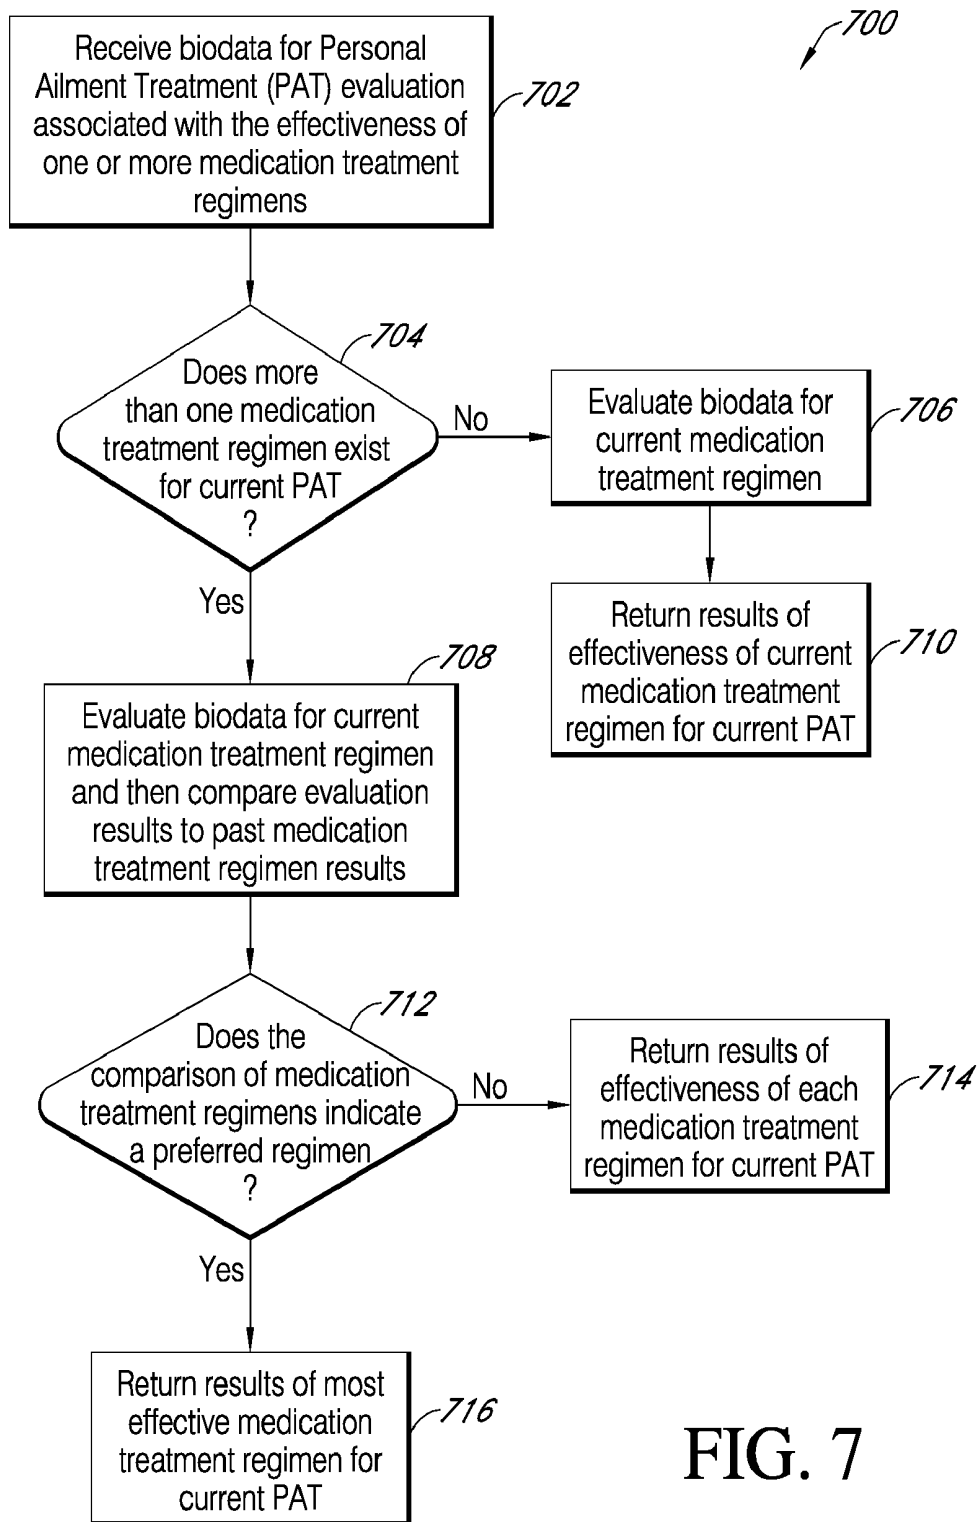 700
Receive biodata for Personal
Ailment Treatment (PAT) evaluation
associated with the effectiveness of
one or more medication treatment
regimens
702
704
Does more
than one medication
treatment regimen exist
for current PAT
?
No
Evaluate biodata for
current medication
treatment regimen
706
Yes
Return results of
effectiveness of current
medication treatment
regimen for current PAT
710
708
Evaluate biodata for current
medication treatment regimen
and then compare evaluation
results to past medication
treatment regimen results
712
Does the
comparison of medication
treatment regimens indicate
a preferred regimen
?
No
Return results of
effectiveness of each
medication treatment
regimen for current PAT
714
Yes
Return results of most
effective medication
treatment regimen for
current PAT
716
FIG. 7